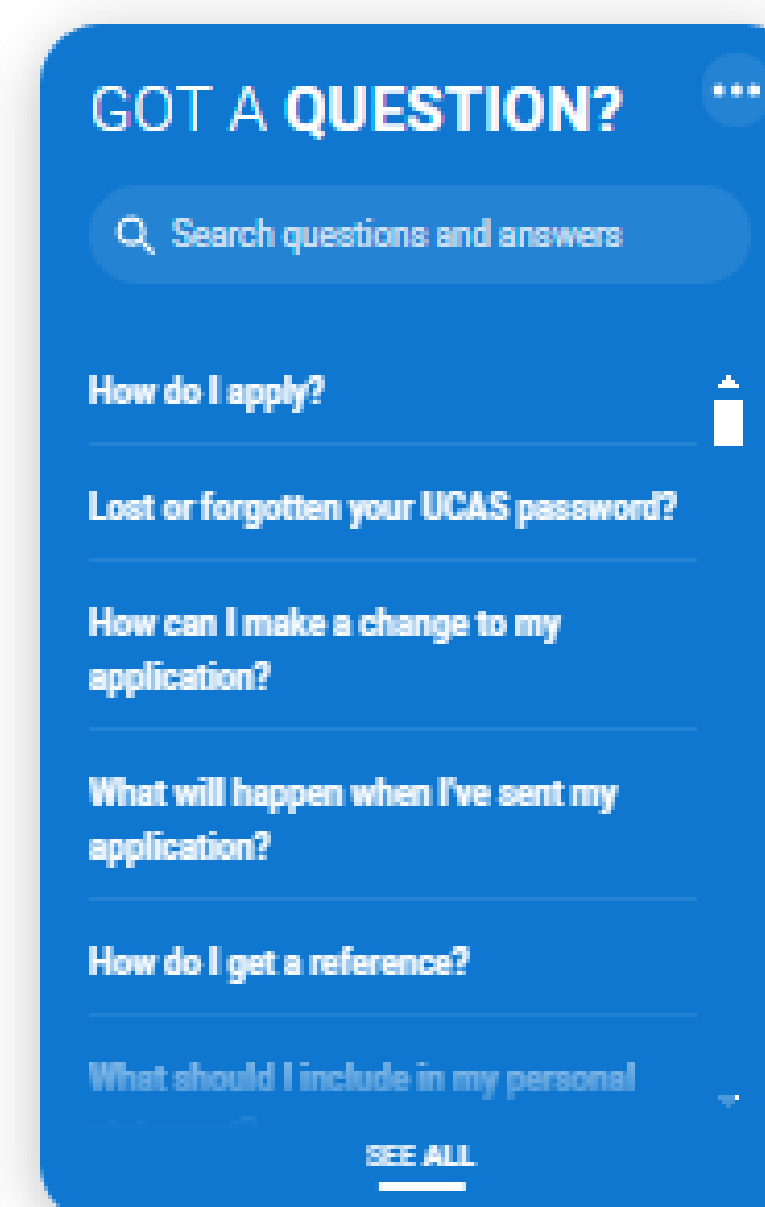 GOT A QUESTION?
Search questions and answers
How do I apply?
Lost or forgotten your UCAS password?
How can I make a change to my
application?
What will happen when I've sent my
application?
How do I get a reference?
What should I include in my personal
SEE ALL